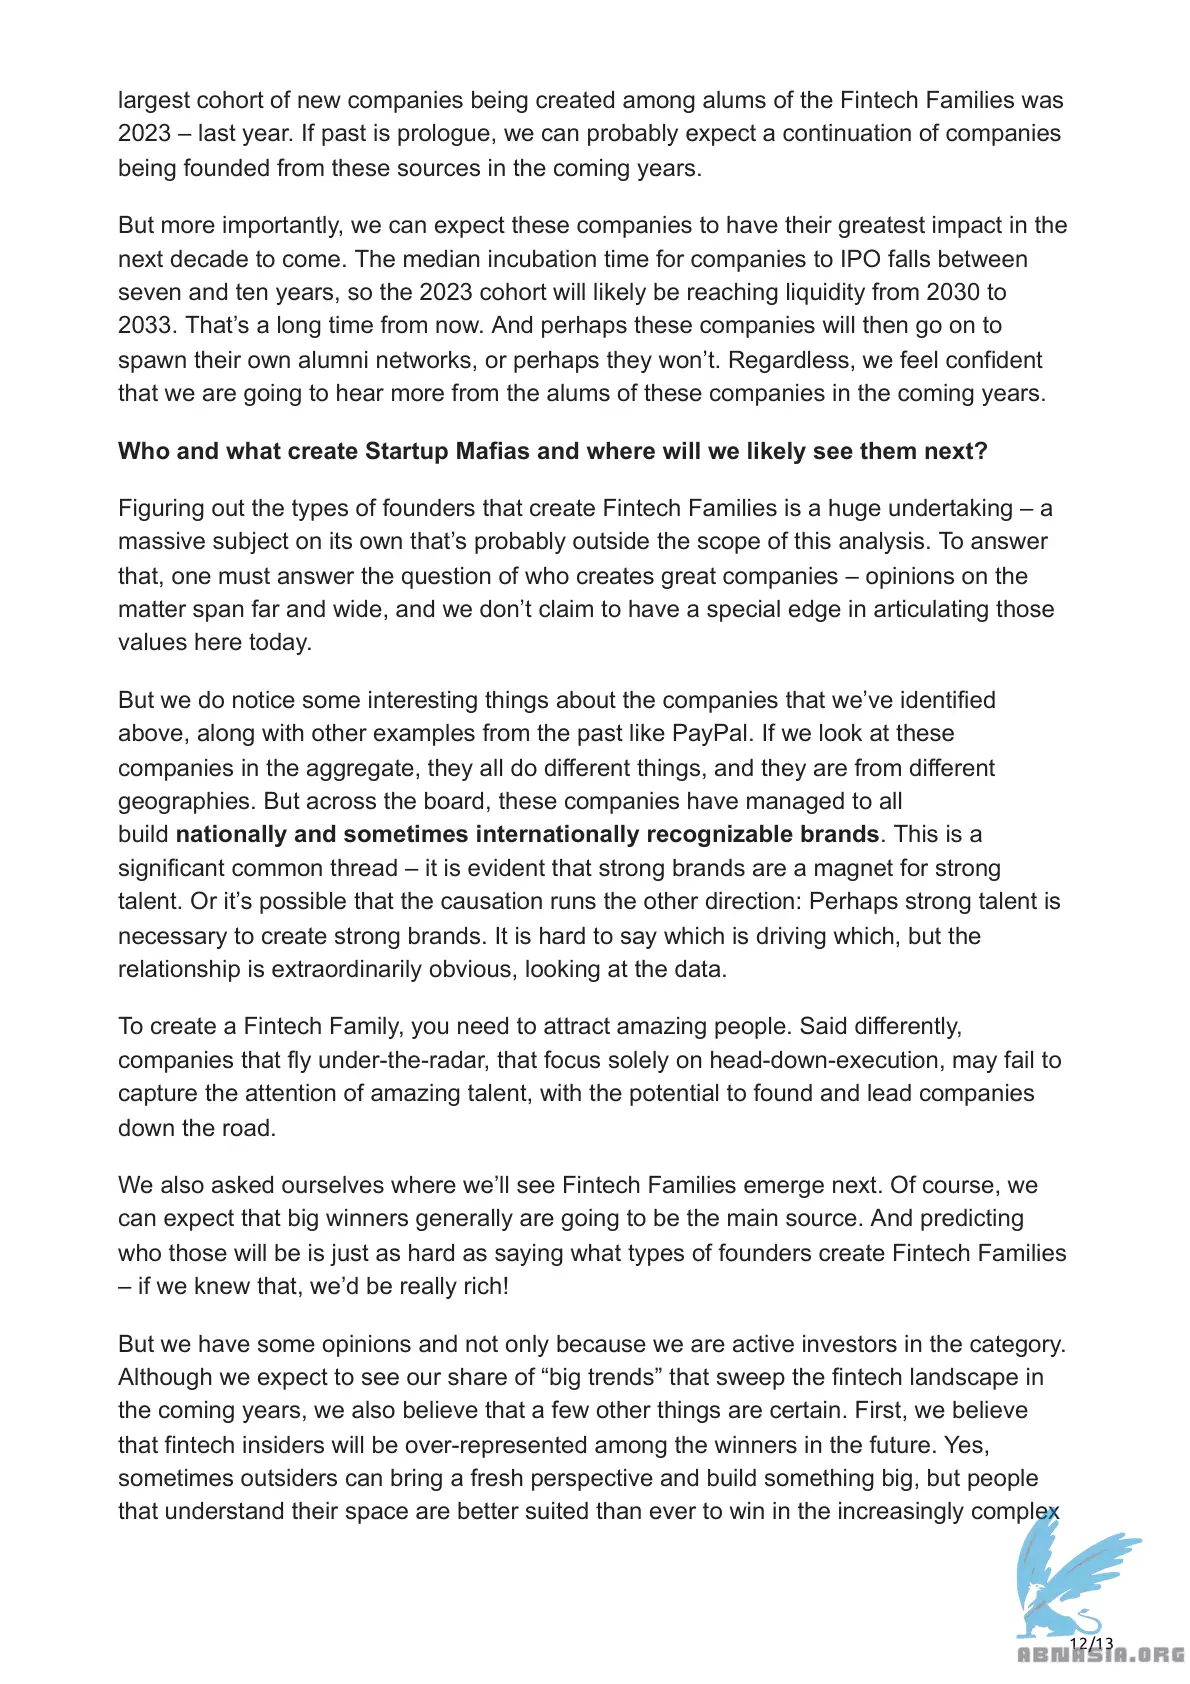 largest cohort of new companies being created among alums of the Fintech Families was
2023 – last year. If past is prologue, we can probably expect a continuation of companies
being founded from these sources in the coming years.
But more importantly, we can expect these companies to have their greatest impact in the
next decade to come. The median incubation time for companies to IPO falls between
seven and ten years, so the 2023 cohort will likely be reaching liquidity from 2030 to
2033. That’s a long time from now. And perhaps these companies will then go on to
spawn their own alumni networks, or perhaps they won’t. Regardless, we feel confident
that we are going to hear more from the alums of these companies in the coming years.
Who and what create Startup Mafias and where will we likely see them next?
Figuring out the types of founders that create Fintech Families is a huge undertaking – a
massive subject on its own that’s probably outside the scope of this analysis. To answer
that, one must answer the question of who creates great companies – opinions on the
matter span far and wide, and we don’t claim to have a special edge in articulating those
values here today.
But we do notice some interesting things about the companies that we’ve identified
above, along with other examples from the past like PayPal. If we look at these
companies in the aggregate, they all do different things, and they are from different
geographies. But across the board, these companies have managed to all
build nationally and sometimes internationally recognizable brands. This is a
significant common thread – it is evident that strong brands are a magnet for strong
talent. Or it’s possible that the causation runs the other direction: Perhaps strong talent is
necessary to create strong brands. It is hard to say which is driving which, but the
relationship is extraordinarily obvious, looking at the data.
To create a Fintech Family, you need to attract amazing people. Said differently,
companies that fly under-the-radar, that focus solely on head-down-execution, may fail to
capture the attention of amazing talent, with the potential to found and lead companies
down the road.
We also asked ourselves where we’ll see Fintech Families emerge next. Of course, we
can expect that big winners generally are going to be the main source. And predicting
who those will be is just as hard as saying what types of founders create Fintech Families
– if we knew that, we’d be really rich!
But we have some opinions and not only because we are active investors in the category.
Although we expect to see our share of “big trends” that sweep the fintech landscape in
the coming years, we also believe that a few other things are certain. First, we believe
that fintech insiders will be over-represented among the winners in the future. Yes,
sometimes outsiders can bring a fresh perspective and build something big, but people
that understand their space are better suited than ever to win in the increasingly complex
12/13
ABNASIA.ORG